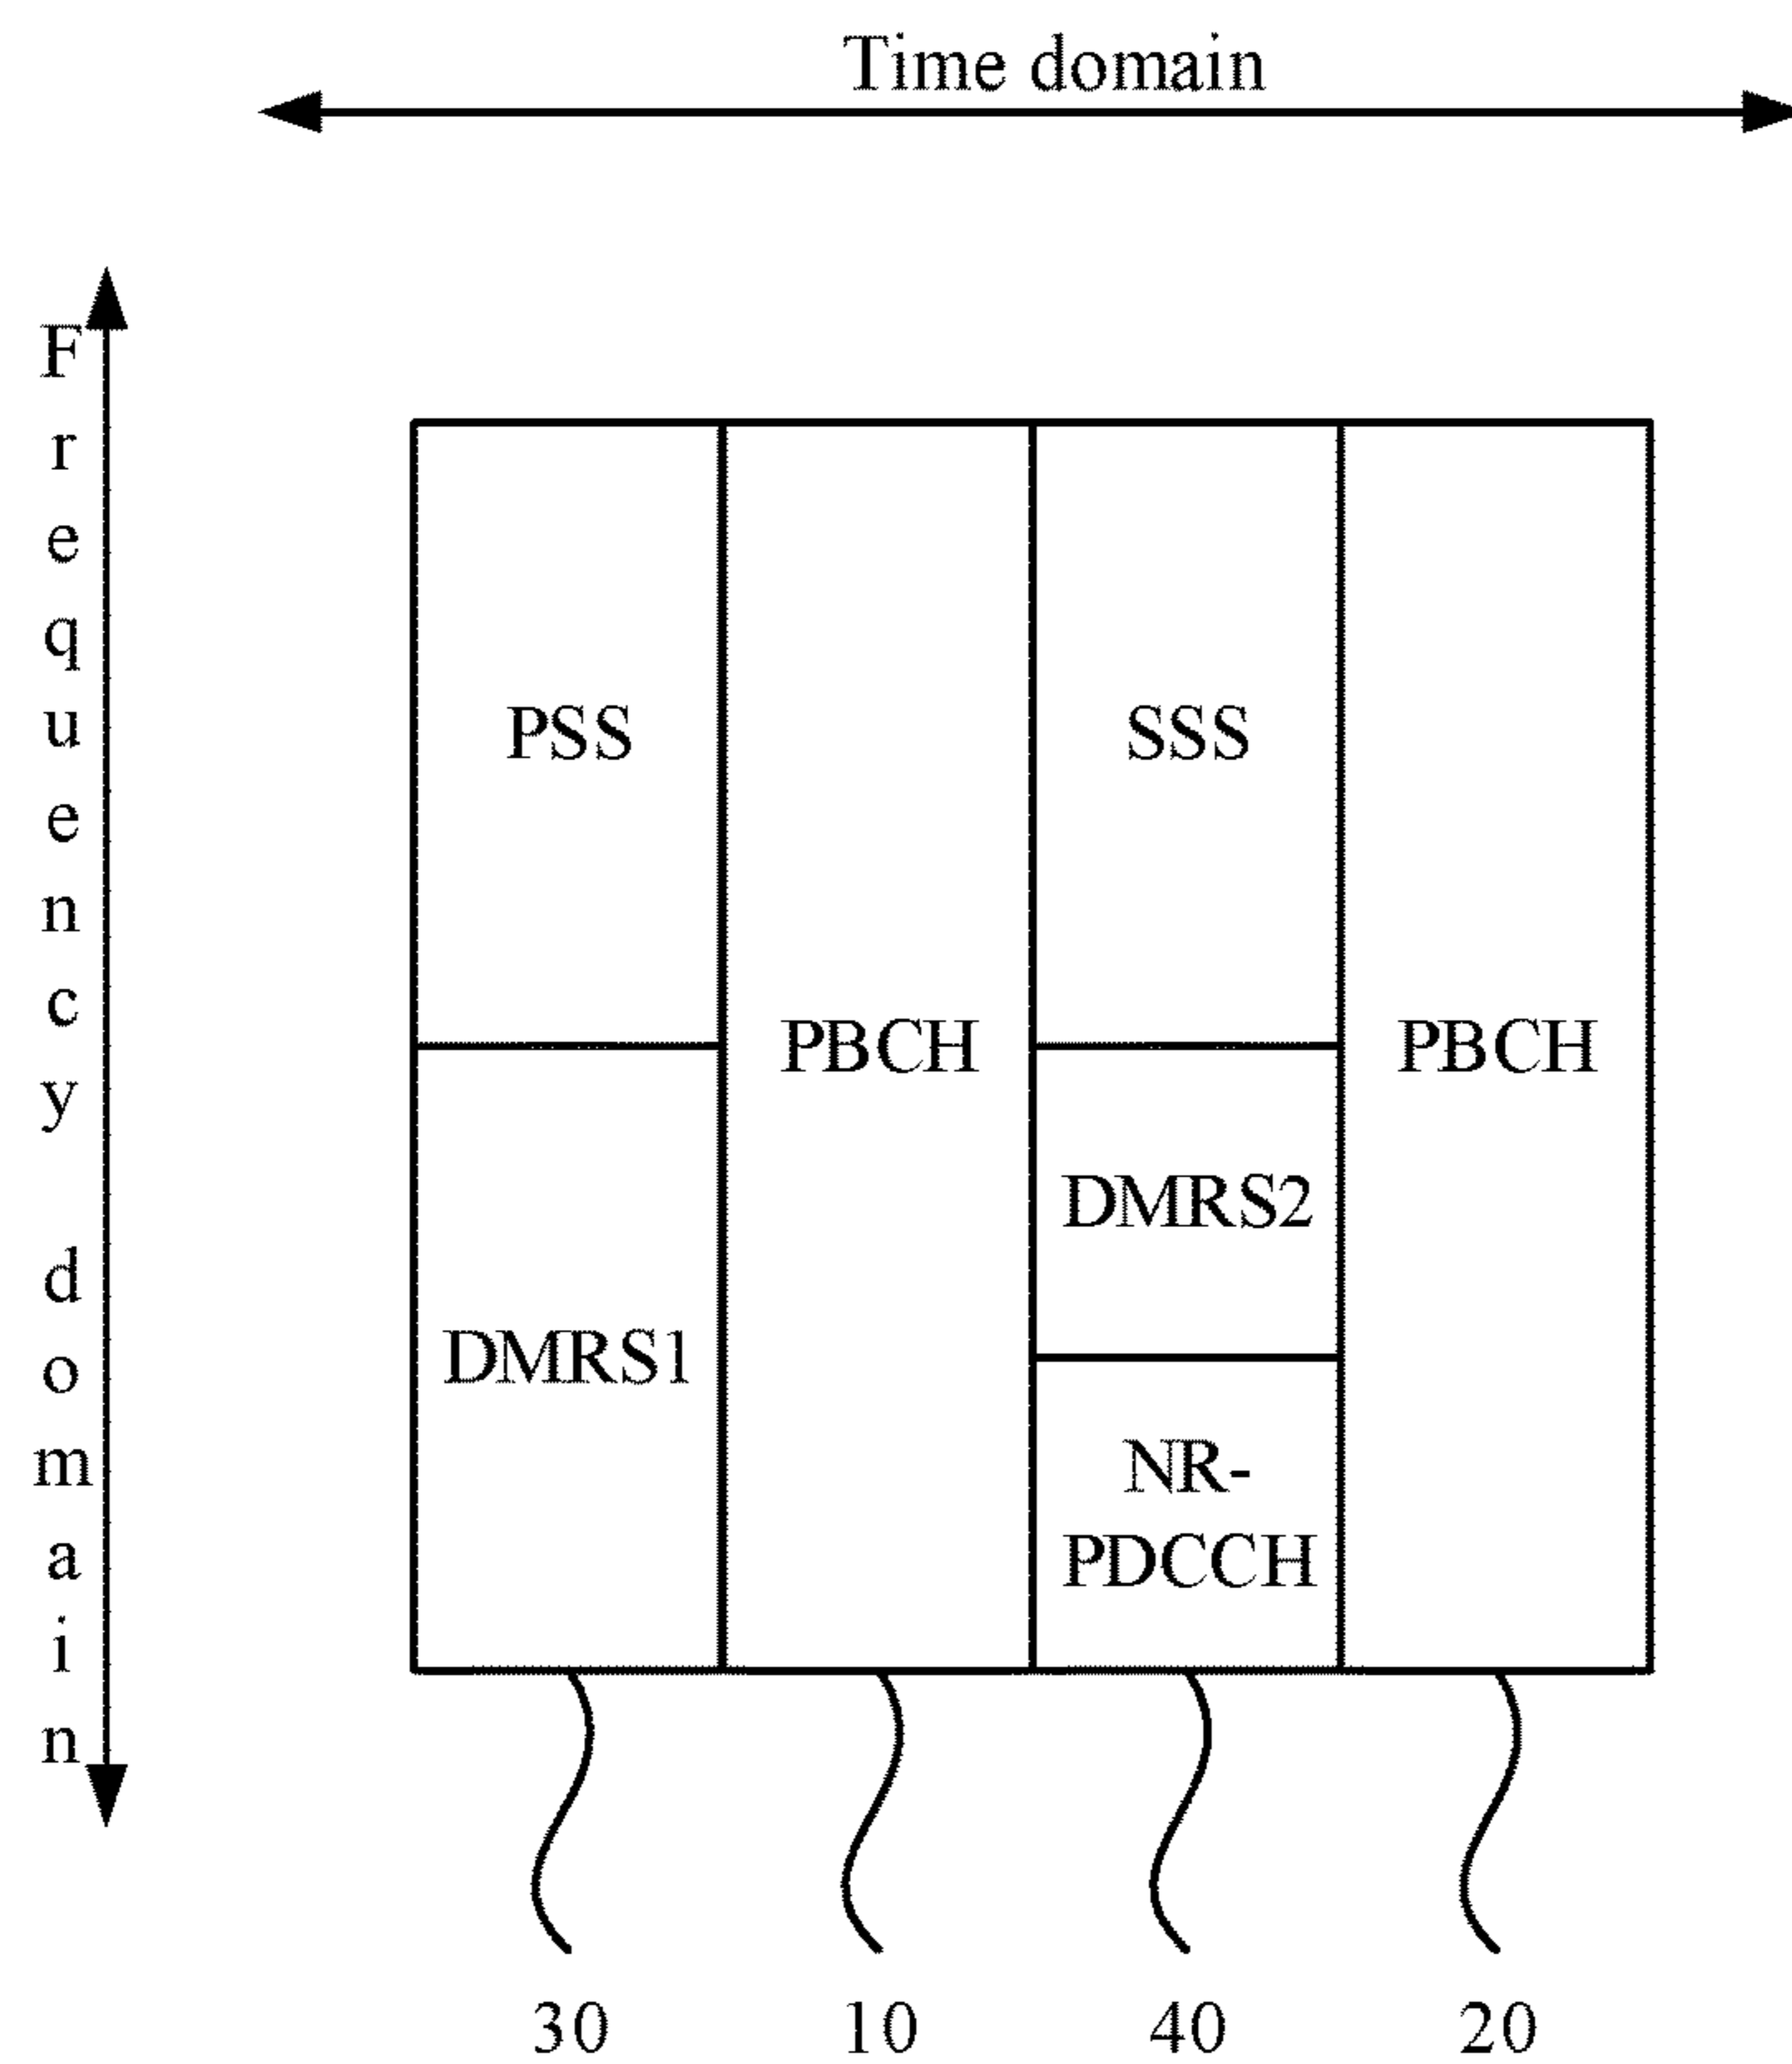 Time domain
Frequency domain
PSS
SSS
PBCH
PBCH
DMRS2
DMRS1
NR-
PDCCH
30
10
40
20